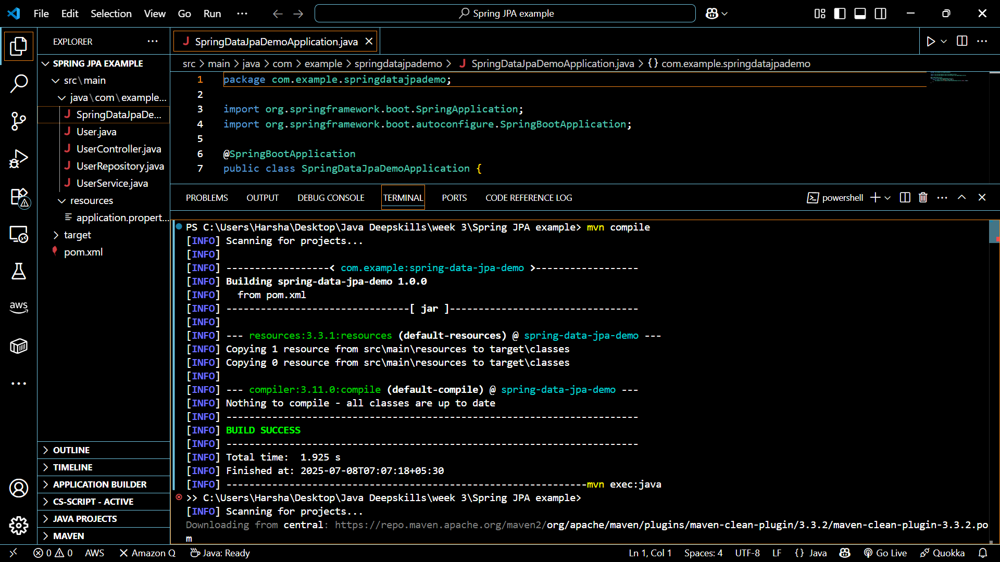 File Edit Selection View Go Run ... Spring JPA example
EXPLORER ...
SPRING JPA EXAMPLE
src\main
java\com\example...
SpringDataJpaDe...
User.java
UserController.java
UserRepository.java
UserService.java
resources
application.propert...
target
pom.xml
OUTLINE
TIMELINE
APPLICATION BUILDER
CS-SCRIPT - ACTIVE
JAVA PROJECTS
MAVEN
aws
SpringDataJpaDemoApplication.java
src > main > java > com > example > springdatajpademo > SpringDataJpaDemoApplication.java > {} com.example.springdatajpademo
1 package com.example.springdatajpademo;
2
3 import org.springframework.boot.SpringApplication;
4 import org.springframework.boot.autoconfigure.SpringBootApplication;
5
6 @SpringBootApplication
7 public class SpringDataJpaDemoApplication {
PROBLEMS OUTPUT DEBUG CONSOLE TERMINAL PORTS CODE REFERENCE LOG powershell
PS C:\Users\Harsha\Desktop\Java Deepskills\week 3\Spring JPA example> mvn compile
[INFO] Scanning for projects...
[INFO]
[INFO] ------------------< com.example:spring-data-jpa-demo >------------------
[INFO] Building spring-data-jpa-demo 1.0.0
[INFO]   from pom.xml
[INFO] --------------------------------[ jar ]---------------------------------
[INFO]
[INFO] --- resources:3.3.1:resources (default-resources) @ spring-data-jpa-demo ---
[INFO] Copying 1 resource from src\main\resources to target\classes
[INFO] Copying 0 resource from src\main\resources to target\classes
[INFO]
[INFO] --- compiler:3.11.0:compile (default-compile) @ spring-data-jpa-demo ---
[INFO] Nothing to compile - all classes are up to date
[INFO] ------------------------------------------------------------------------
[INFO] BUILD SUCCESS
[INFO] ------------------------------------------------------------------------
[INFO] Total time:  1.925 s
[INFO] Finished at: 2025-07-08T07:07:18+05:30
[INFO] ---------------------------------------------------------------mvn exec:java
>> C:\Users\Harsha\Desktop\Java Deepskills\week 3\Spring JPA example>
[INFO] Scanning for projects...
Downloading from central: https://repo.maven.apache.org/maven2/org/apache/maven/plugins/maven-clean-plugin/3.3.2/maven-clean-plugin-3.3.2.po
m
0 0 AWS Amazon Q Java: Ready Ln 1, Col 1 Spaces: 4 UTF-8 LF {} Java Go Live Quokka